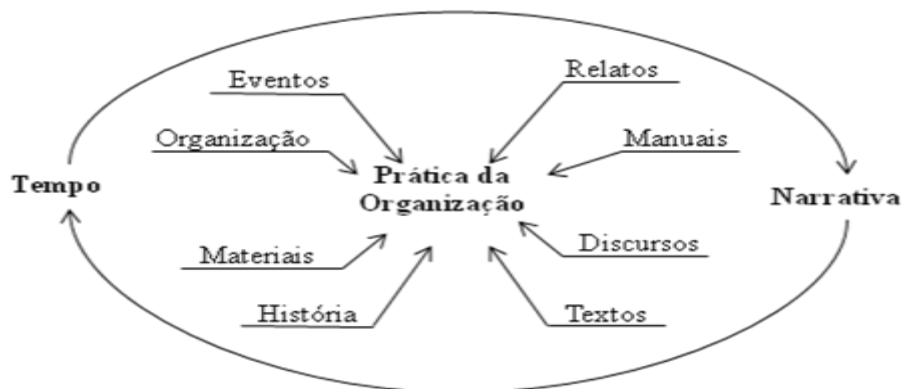 Eventos
Relatos
Organização
Manuais
Tempo
Prática da
Organização
Narrativa
Materiais
Discursos
História
Textos